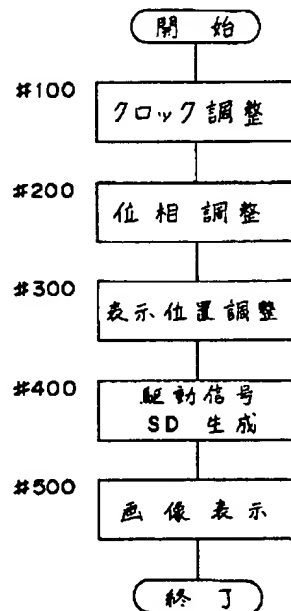 開 始
#100
クロック調整
#200
位相調整
#300
表示位置調整
#400
駆動信号
SD 生成
#500
画像表示
終了